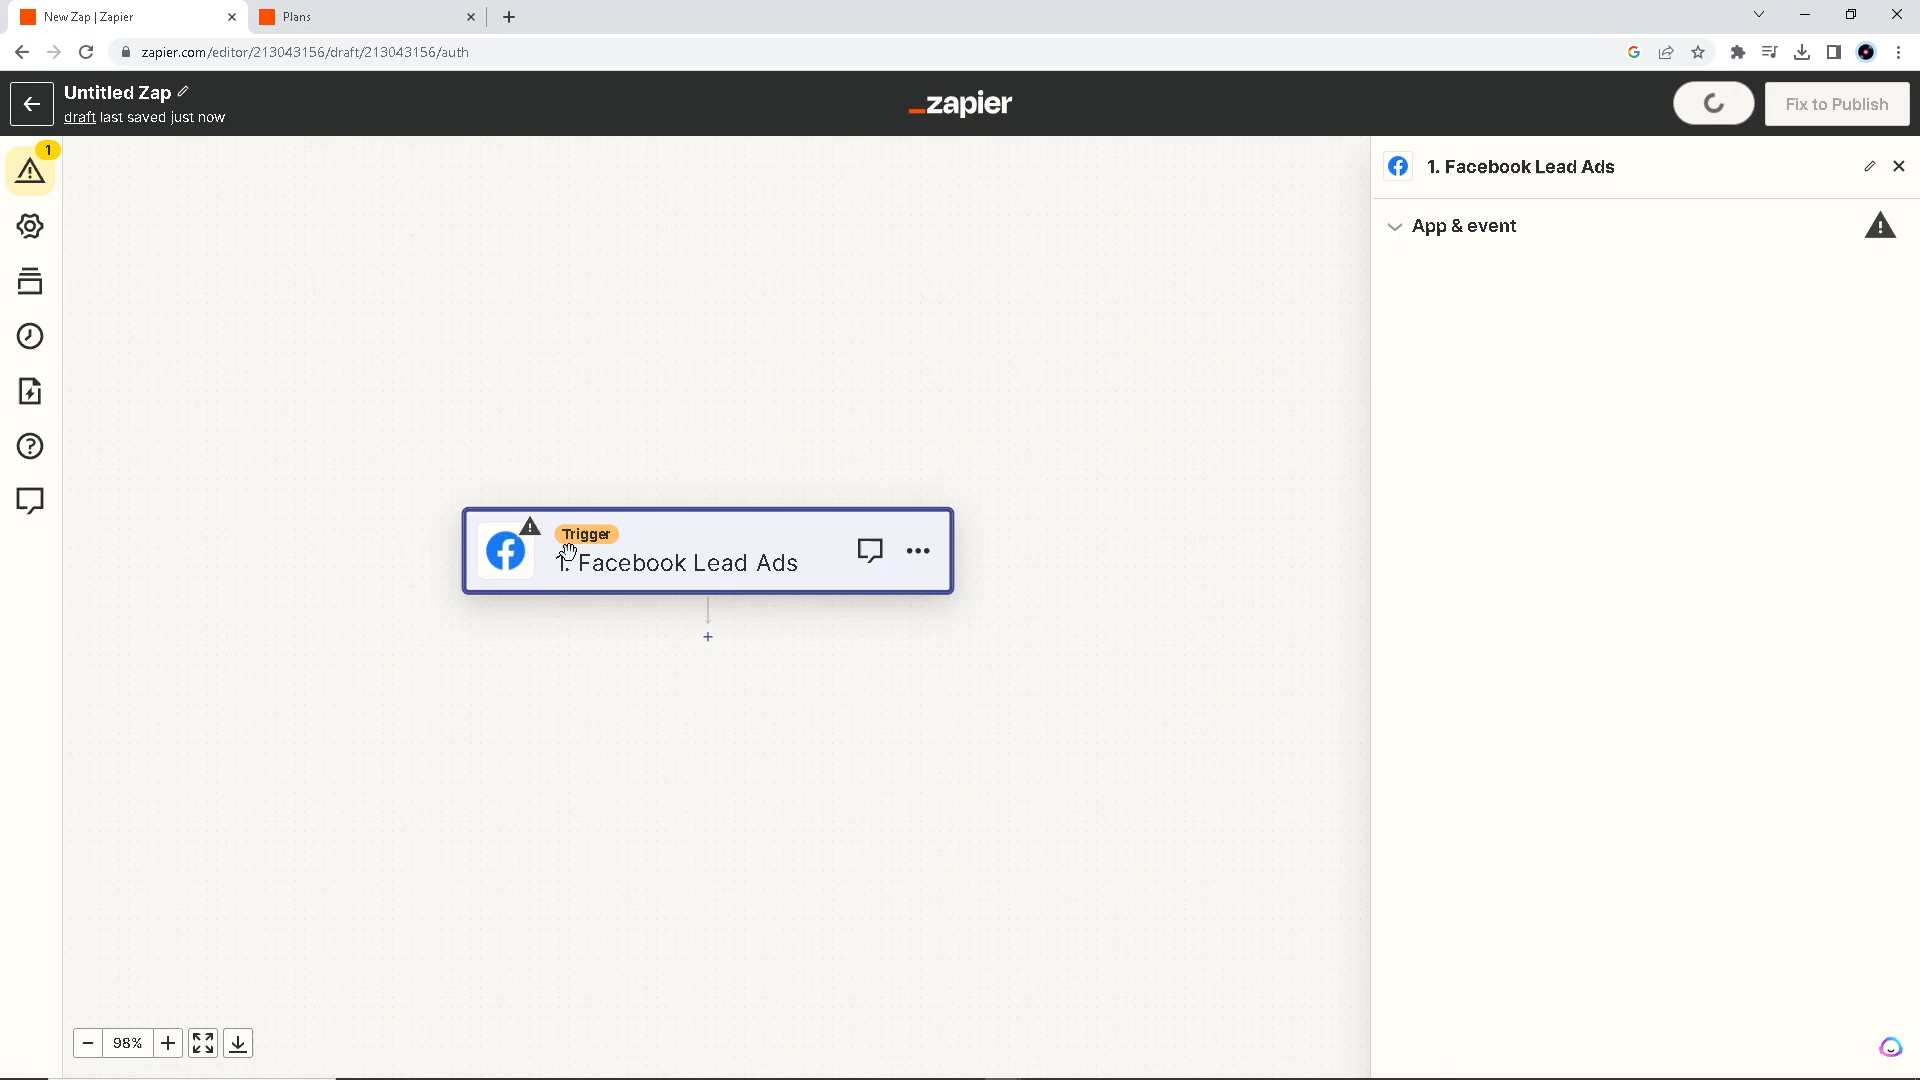 New Zap | Zapier
Plans
zapier.com/editor/213043156/draft/213043156/auth
Untitled Zap
draft last saved just now
_zapier
Fix to Publish
1
1. Facebook Lead Ads
App & event
Trigger
1. Facebook Lead Ads
98%